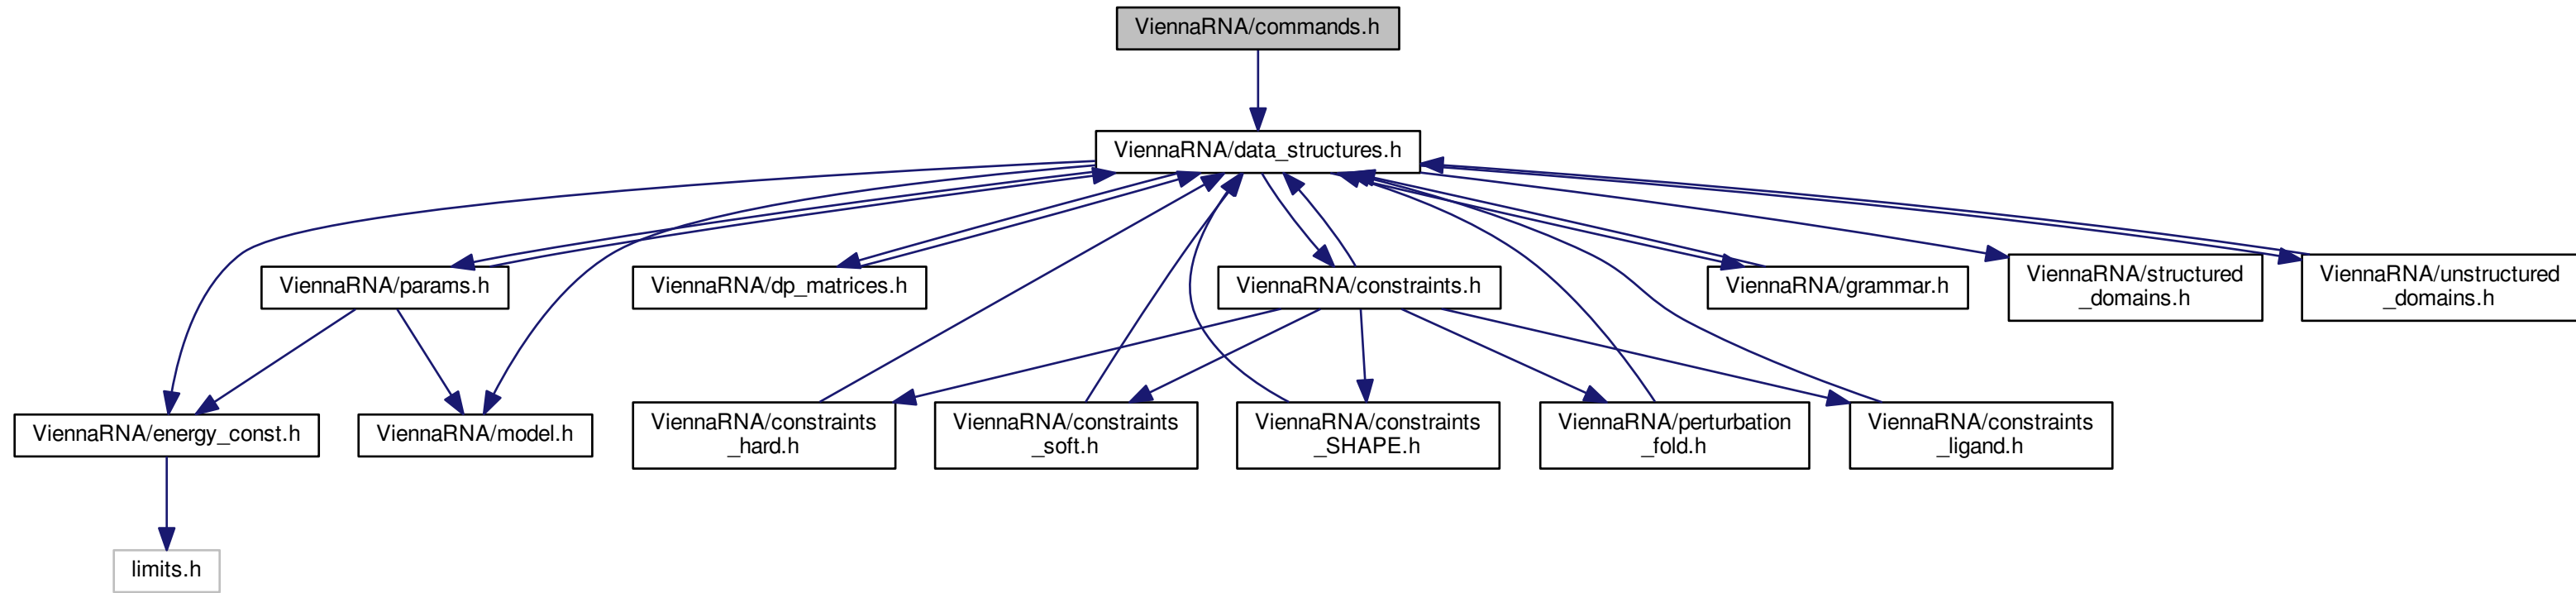 ViennaRNA/commands.h
ViennaRNA/data_structures.h
ViennaRNA/params.h
ViennaRNA/dp_matrices.h
ViennaRNA/constraints.h
ViennaRNA/grammar.h
ViennaRNA/structured
_domains.h
ViennaRNA/unstructured
_domains.h
ViennaRNA/energy_const.h
ViennaRNA/model.h
ViennaRNA/constraints
_hard.h
ViennaRNA/constraints
_soft.h
ViennaRNA/constraints
_SHAPE.h
ViennaRNA/perturbation
_fold.h
ViennaRNA/constraints
_ligand.h
limits.h